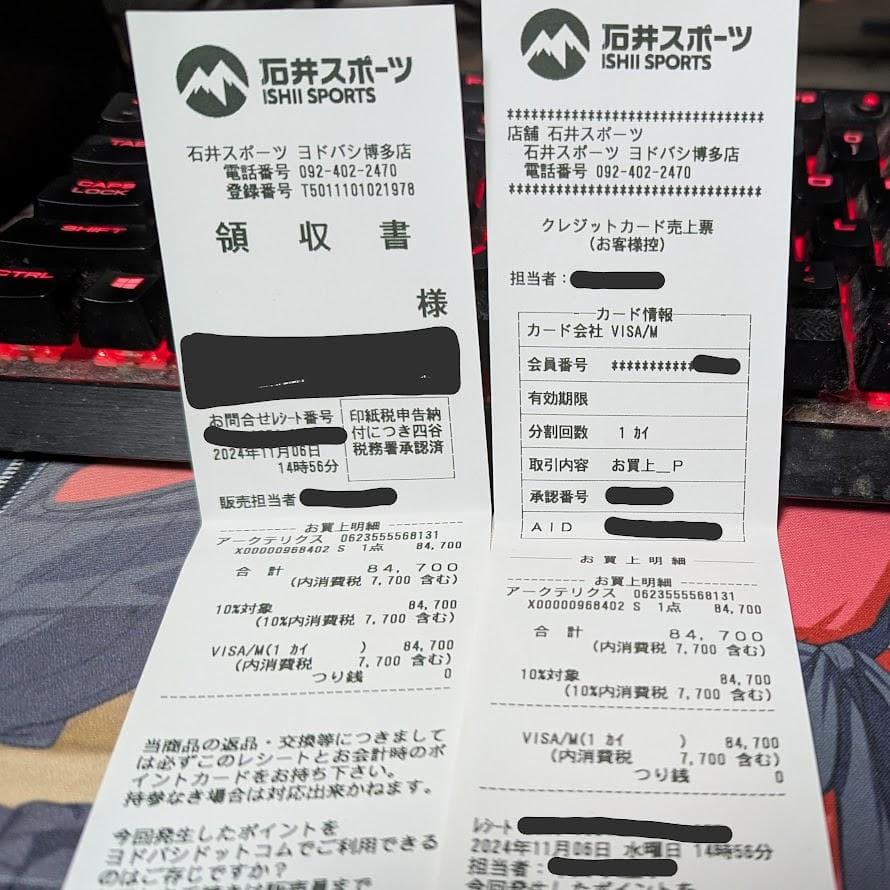 石井スポーツ
ISHII SPORTS
石井スポーツ ヨドバシ博多店
電話番号 092-402-2470
登録番号 T5011101021978
領 収 書
様
お問合せレシート番号
2024年11月06日
14時56分
印紙税申告納
付につき四谷
税務署承認済
販売担当者
お買上明細
アークテリクス 0623555568131
X00000968402 S 1点 84,700
合 計 84,700
(内消費税 7,700 含む)
10%対象 84,700
(10%内消費税 7,700 含む)
VISA/M(1 カイ ) 84,700
(内消費税 7,700 含む)
つり銭 0
当商品の返品・交換等につきまして
は必ずこのレシートとお会計時のポ
イントカードをお持ち下さい。
持参なき場合は対応出来かねます。
今回発生したポイントを
ヨドバシドットコムでご利用できる
のはご存じですか?
石井スポーツ
ISHII SPORTS
店舗 石井スポーツ
石井スポーツ ヨドバシ博多店
電話番号 092-402-2470
クレジットカード売上票
(お客様控)
担当者:
カード情報
カード会社 VISA/M
会員番号 ***********
有効期限
分割回数 1 カイ
取引内容 お買上__P
承認番号
AID
お 買 上 明 細
お買上明細
アークテリクス 0623555568131
X00000968402 S 1点 84,700
合 計 84,700
(内消費税 7,700 含む)
10%対象 84,700
(10%内消費税 7,700 含む)
VISA/M(1 カイ ) 84,700
(内消費税 7,700 含む)
つり銭 0
レシート
2024年11月06日 水曜日 14時56分
担当者:
今回発生したポイントを
CAPS
LOCK
SHIFT
CTRL